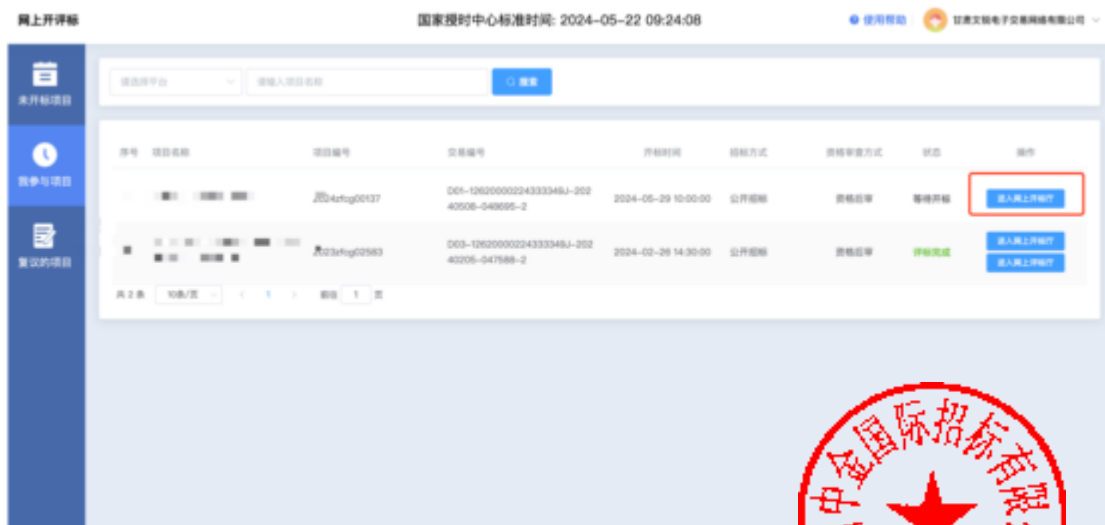 网上开评标
国家授时中心标准时间: 2024-05-22 09:24:08
使用帮助
甘肃文锐电子交易网络有限公司
未开标项目
请选择平台
请输入项目名称
搜索
我参与项目
序号 项目名称 项目编号 交易编号 开标时间 招标方式 资格审查方式 状态 操作
2024zfcg00137
D01-12620000224333349J-202
40508-048695-2
2024-05-29 10:00:00 公开招标 资格后审 等待开标 进入网上开标厅
复议的项目
2023zfcg02563
D03-12620000224333349J-202
40205-047588-2
2024-02-26 14:30:00 公开招标 资格后审 评标完成 进入网上开标厅
进入网上评标厅
共 2 条 10条/页 1 前往 1 页
中金国际招标有限